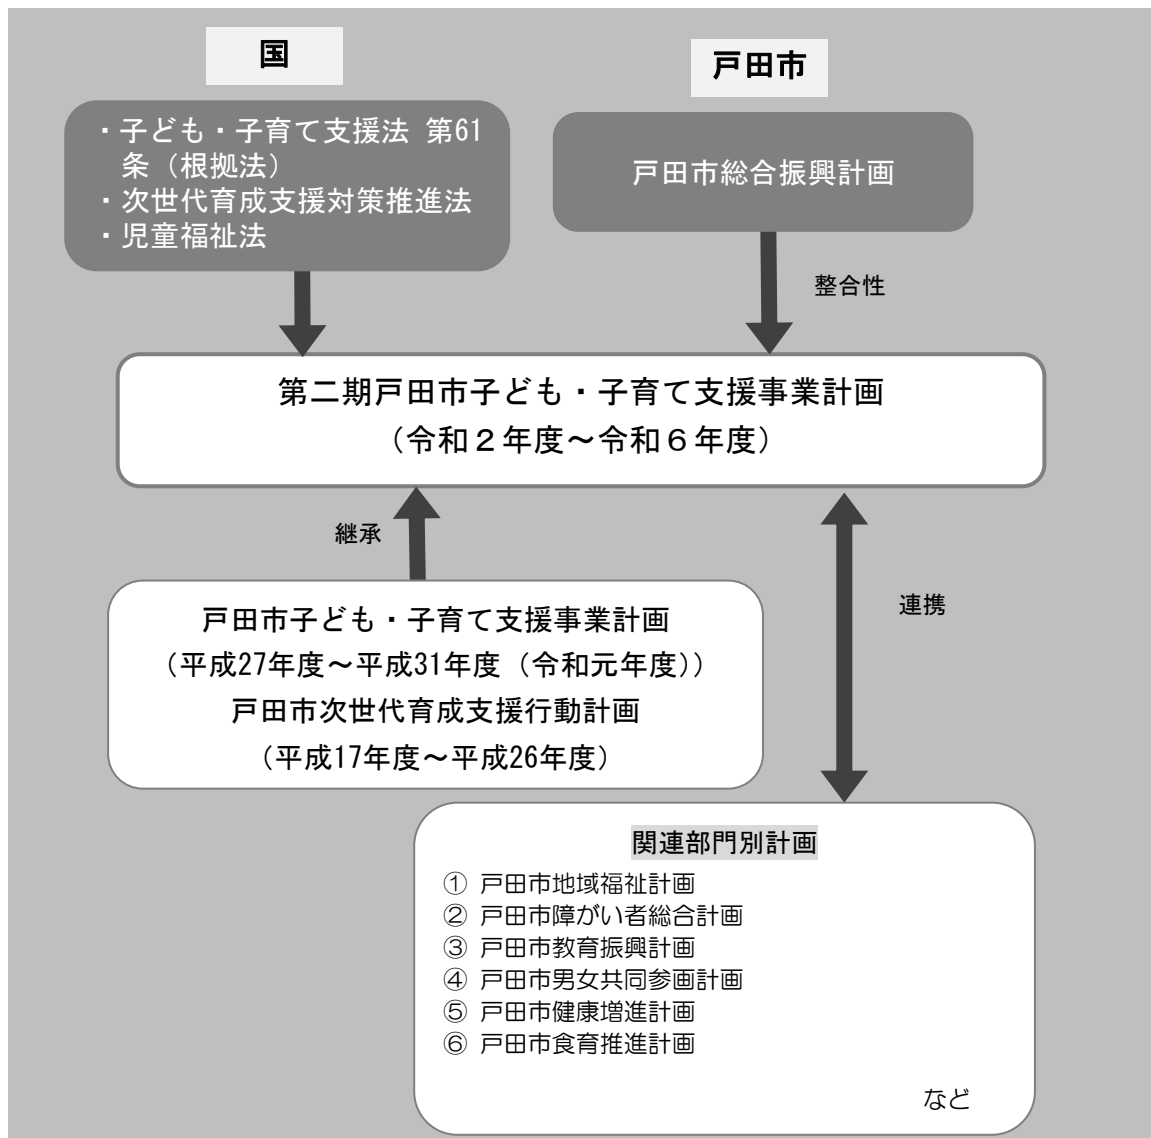 国
戸田市
・子ども・子育て支援法 第61
条（根拠法）
・次世代育成支援対策推進法
・児童福祉法
戸田市総合振興計画
整合性
第二期戸田市子ども・子育て支援事業計画
（令和２年度～令和６年度）
継承
連携
戸田市子ども・子育て支援事業計画
（平成27年度～平成31年度（令和元年度））
戸田市次世代育成支援行動計画
（平成17年度～平成26年度）
関連部門別計画
① 戸田市地域福祉計画
② 戸田市障がい者総合計画
③ 戸田市教育振興計画
④ 戸田市男女共同参画計画
⑤ 戸田市健康増進計画
⑥ 戸田市食育推進計画
など